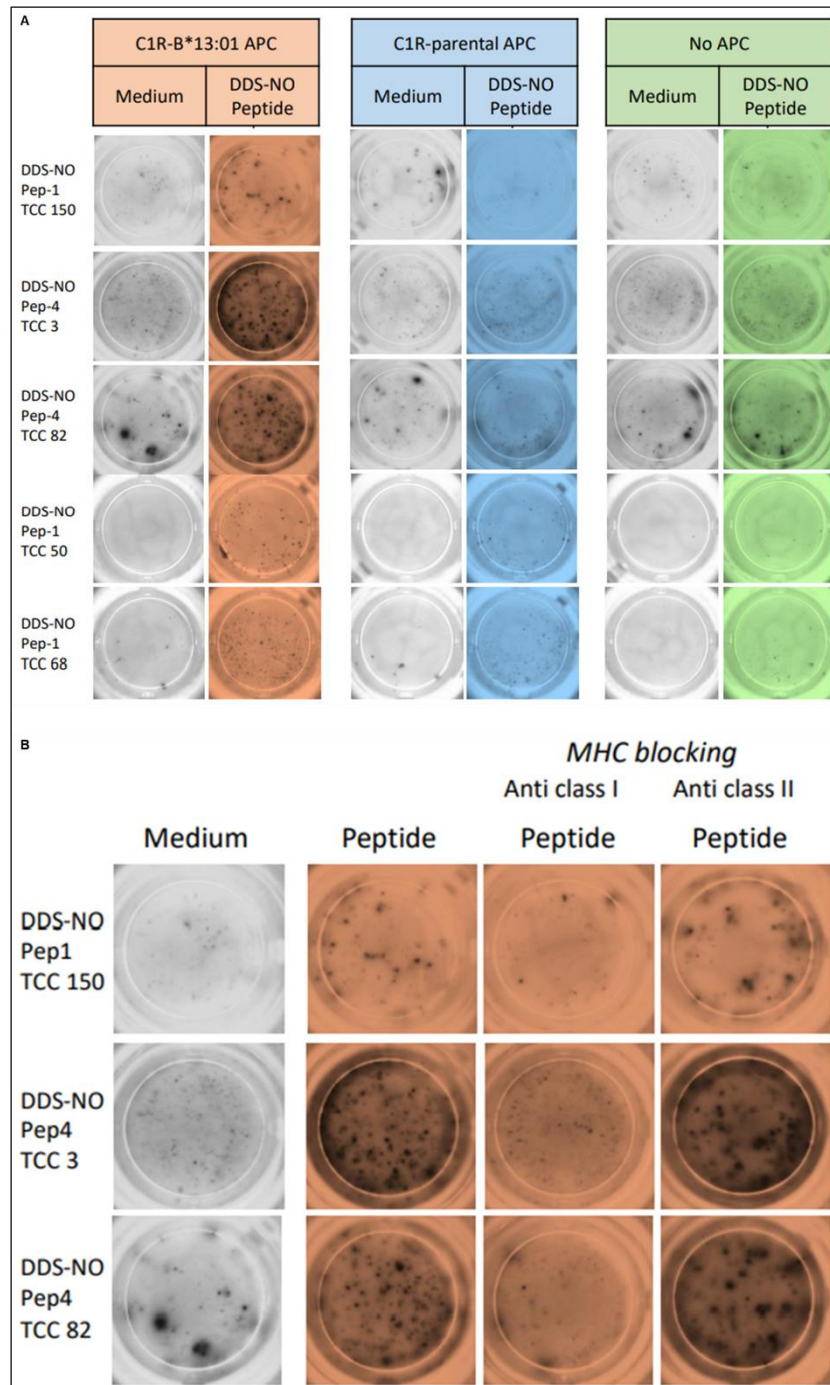 A
C1R-B*13:01 APC
C1R-parental APC
No APC
Medium
DDS-NO
Peptide
Medium
DDS-NO
Peptide
Medium
DDS-NO
Peptide
DDS-NO
Pep-1
TCC 150
DDS-NO
Pep-4
TCC 3
DDS-NO
Pep-4
TCC 82
DDS-NO
Pep-1
TCC 50
DDS-NO
Pep-1
TCC 68
B
MHC blocking
Anti class I
Anti class II
Medium
Peptide
Peptide
Peptide
DDS-NO
Pep1
TCC 150
DDS-NO
Pep4
TCC 3
DDS-NO
Pep4
TCC 82